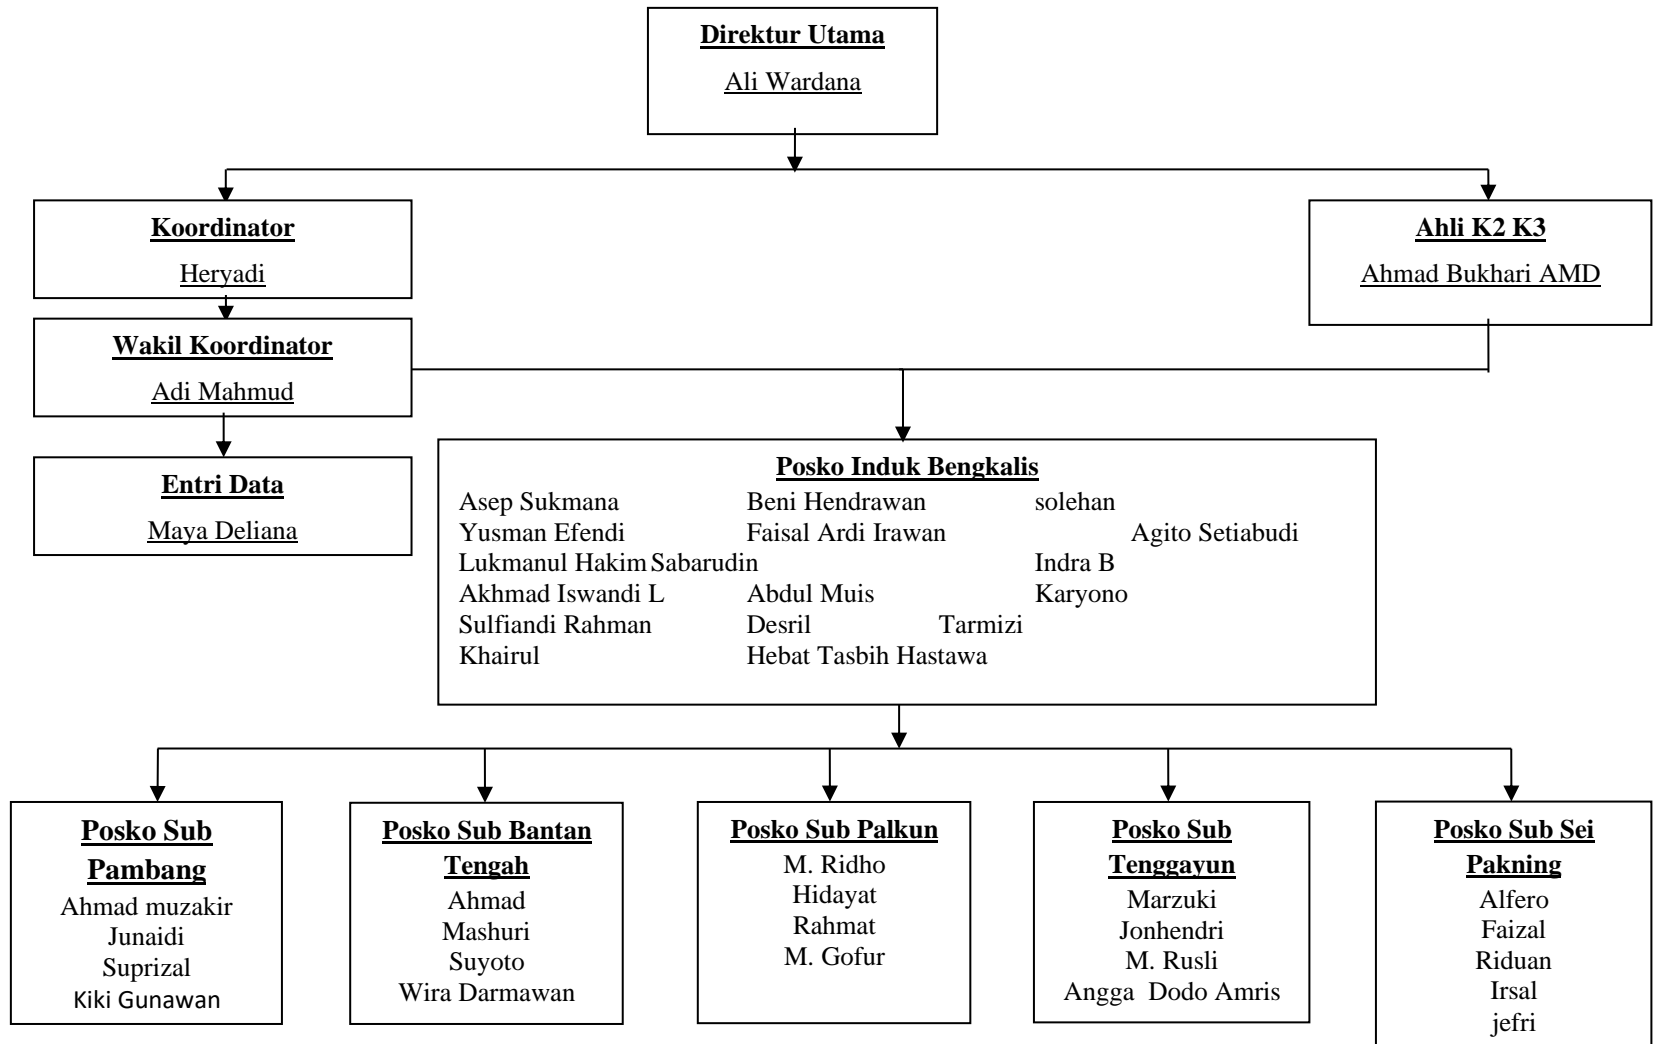 Direktur Utama
Ali Wardana
Koordinator
Heryadi
Ahli K2 K3
Ahmad Bukhari AMD
Wakil Koordinator
Adi Mahmud
Entri Data
Maya Deliana
Posko Induk Bengkalis
Asep Sukmana Beni Hendrawan solehan
Yusman Efendi Faisal Ardi Irawan Agito Setiabudi
Lukmanul Hakim Sabarudin Indra B
Akhmad Iswandi L Abdul Muis Karyono
Sulfiandi Rahman Desril Tarmizi
Khairul Hebat Tasbih Hastawa
Posko Sub
Pambang
Ahmad muzakir
Junaidi
Suprizal
Kiki Gunawan
Posko Sub Bantan
Tengah
Ahmad
Mashuri
Suyoto
Wira Darmawan
Posko Sub Palkun
M. Ridho
Hidayat
Rahmat
M. Gofur
Posko Sub
Tenggayun
Marzuki
Jonhendri
M. Rusli
Angga Dodo Amris
Posko Sub Sei
Pakning
Alfero
Faizal
Riduan
Irsal
jefri